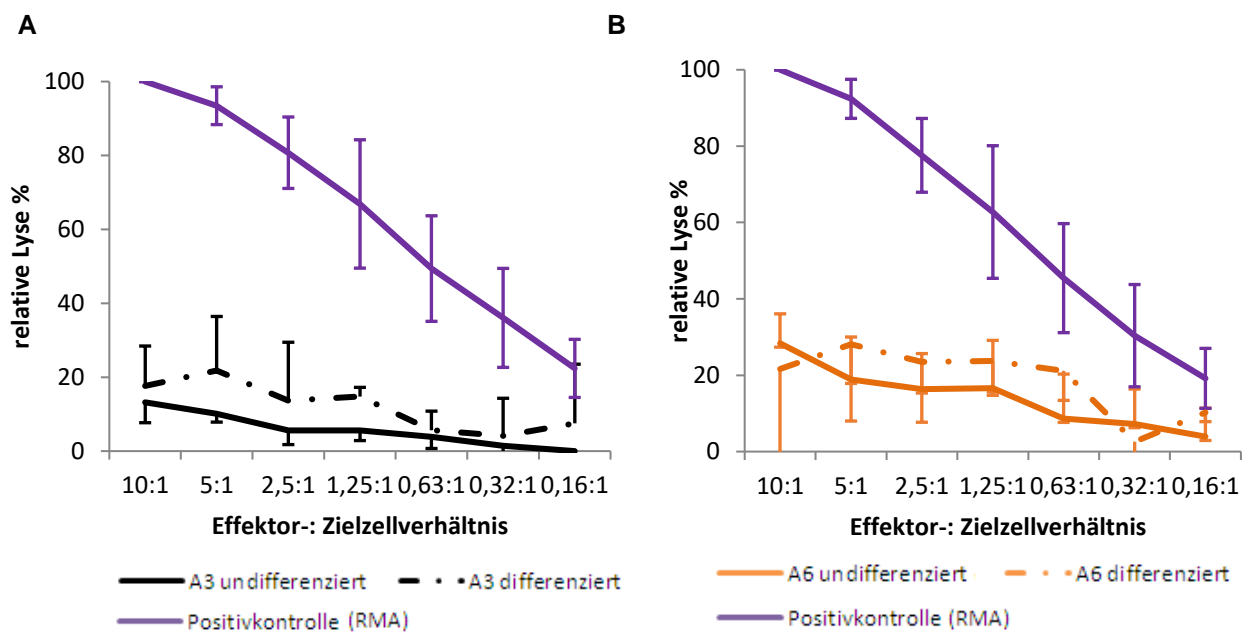 A
relative Lyse %
100
80
60
40
20
0
10:1 5:1 2,5:1 1,25:1 0,63:1 0,32:1 0,16:1
Effektor-: Zielzellverhältnis
A3 undifferenziert A3 differenziert
Positivkontrolle (RMA)
B
relative Lyse %
100
80
60
40
20
0
10:1 5:1 2,5:1 1,25:1 0,63:1 0,32:1 0,16:1
Effektor-: Zielzellverhältnis
A6 undifferenziert A6 differenziert
Positivkontrolle (RMA)